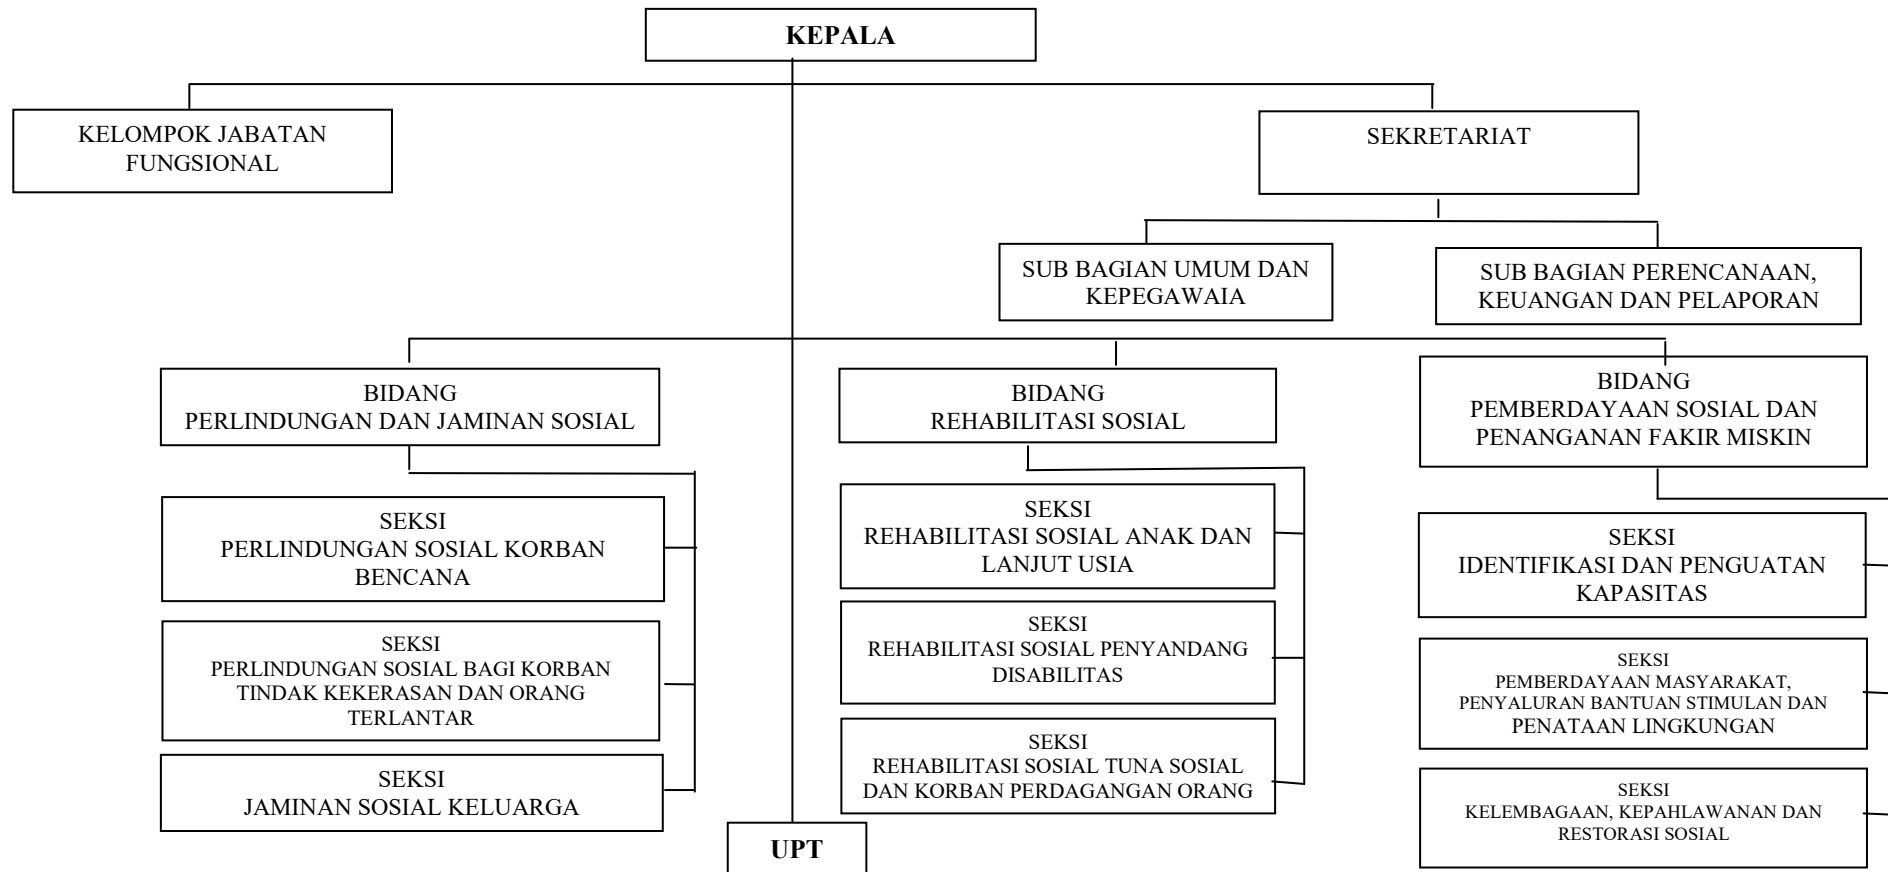 KEPALA
KELOMPOK JABATAN
FUNGSIONAL
SEKRETARIAT
SUB BAGIAN UMUM DAN
KEPEGAWAIA
SUB BAGIAN PERENCANAAN,
KEUANGAN DAN PELAPORAN
BIDANG
PERLINDUNGAN DAN JAMINAN SOSIAL
SEKSI
PERLINDUNGAN SOSIAL KORBAN
BENCANA
SEKSI
PERLINDUNGAN SOSIAL BAGI KORBAN
TINDAK KEKERASAN DAN ORANG
TERLANTAR
SEKSI
JAMINAN SOSIAL KELUARGA
BIDANG
REHABILITASI SOSIAL
SEKSI
REHABILITASI SOSIAL ANAK DAN
LANJUT USIA
SEKSI
REHABILITASI SOSIAL PENYANDANG
DISABILITAS
SEKSI
REHABILITASI SOSIAL TUNA SOSIAL
DAN KORBAN PERDAGANGAN ORANG
BIDANG
PEMBERDAYAAN SOSIAL DAN
PENANGANAN FAKIR MISKIN
SEKSI
IDENTIFIKASI DAN PENGUATAN
KAPASITAS
SEKSI
PEMBERDAYAAN MASYARAKAT,
PENYALURAN BANTUAN STIMULAN DAN
PENATAAN LINGKUNGAN
SEKSI
KELEMBAGAAN, KEPAHLAWANAN DAN
RESTORASI SOSIAL
UPT